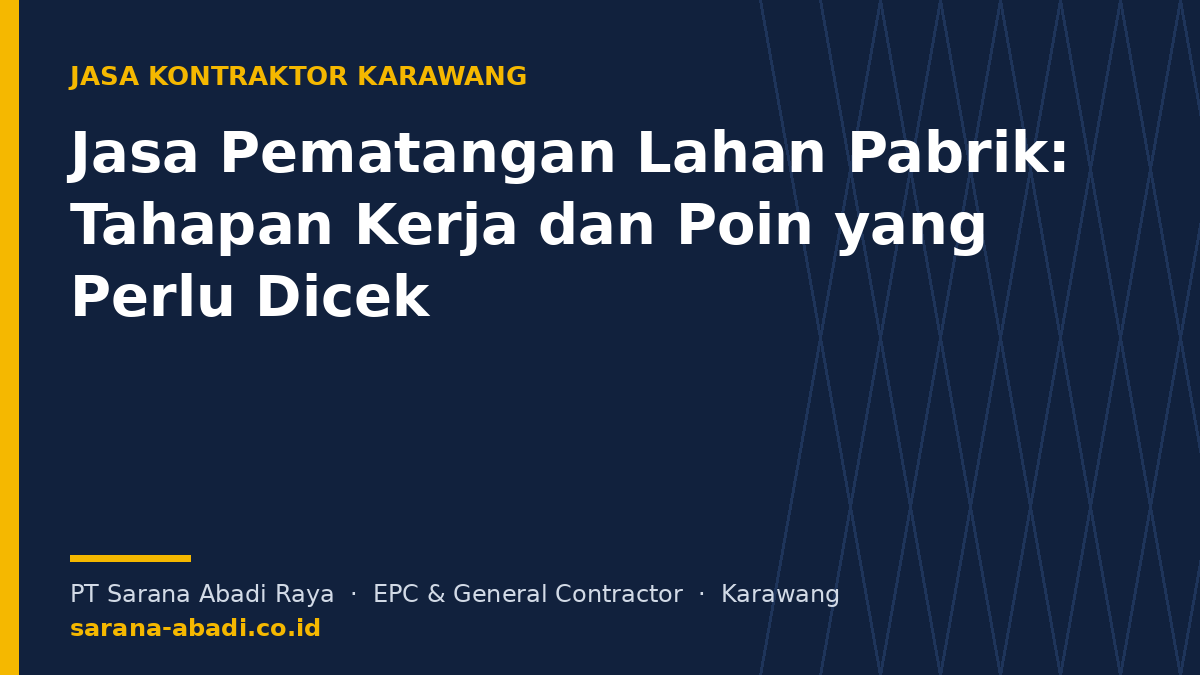 JASA KONTRAKTOR KARAWANG
Jasa Pematangan Lahan Pabrik:
Tahapan Kerja dan Poin yang
Perlu Dicek
PT Sarana Abadi Raya · EPC & General Contractor · Karawang
sarana-abadi.co.id